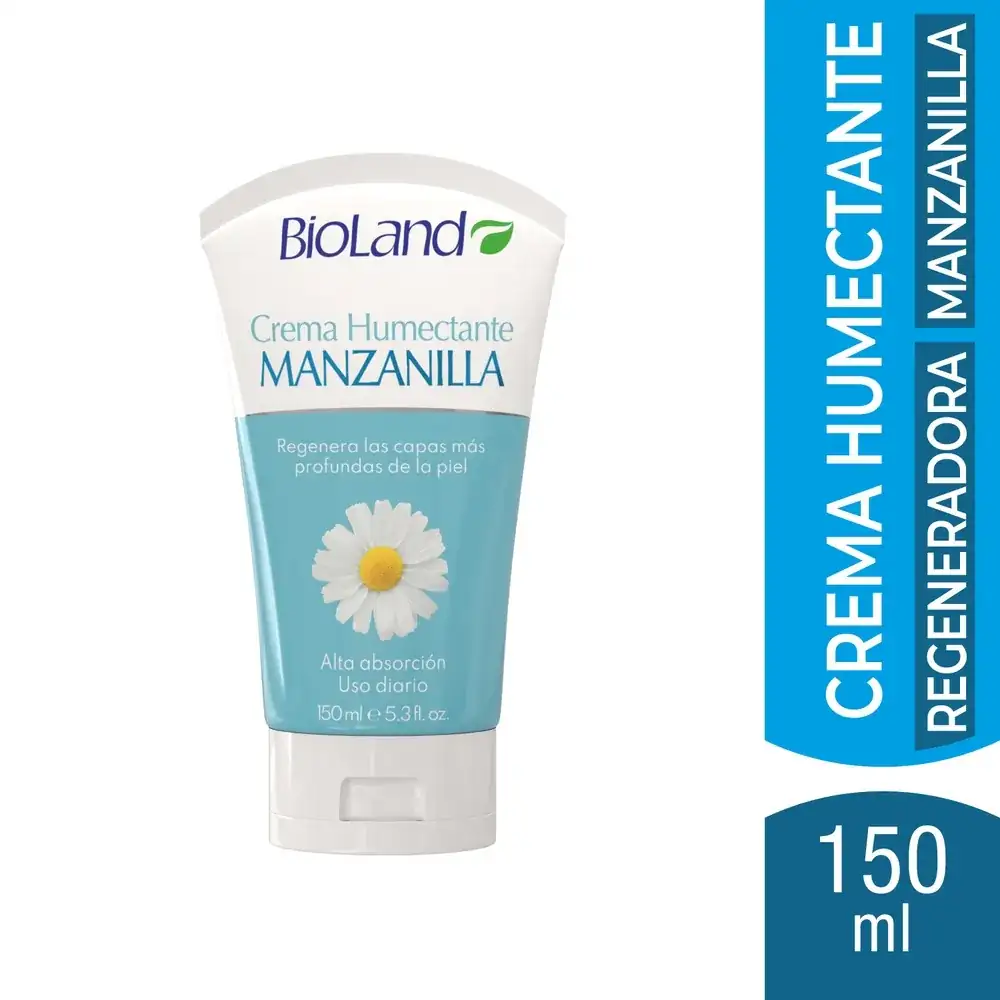 BioLand
Crema Humectante
MANZANILLA
Regenera las capas más
profundas de la piel
Alta absorción
Uso diario
150 ml e 5.3 fl. oz.
CREMA HUMECTANTE
REGENERADORA MANZANILLA
150
ml